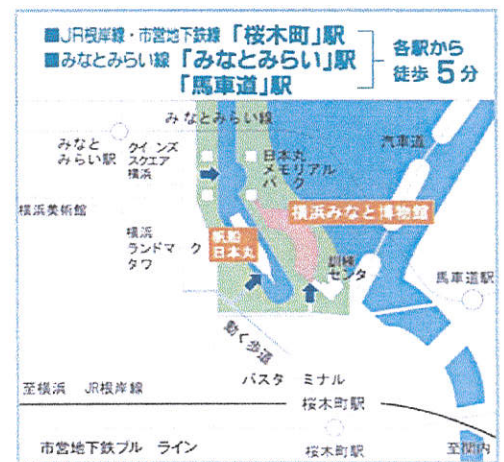 ■JR根岸線・市営地下鉄線「桜木町」駅
■みなとみらい線「みなとみらい」駅
「馬車道」駅
各駅から
徒歩5分
みなとみらい線
みなと
みらい駅
クイーンズ
スクエア
横浜
日本丸
メモリアル
パーク
汽車道
横浜美術館
横浜みなと博物館
横浜
ランドマーク
タワー
帆船
日本丸
訓練
センター
馬車道駅
動く歩道
バスターミナル
至横浜 JR根岸線
桜木町駅
市営地下鉄ブルーライン
桜木町駅
至関内